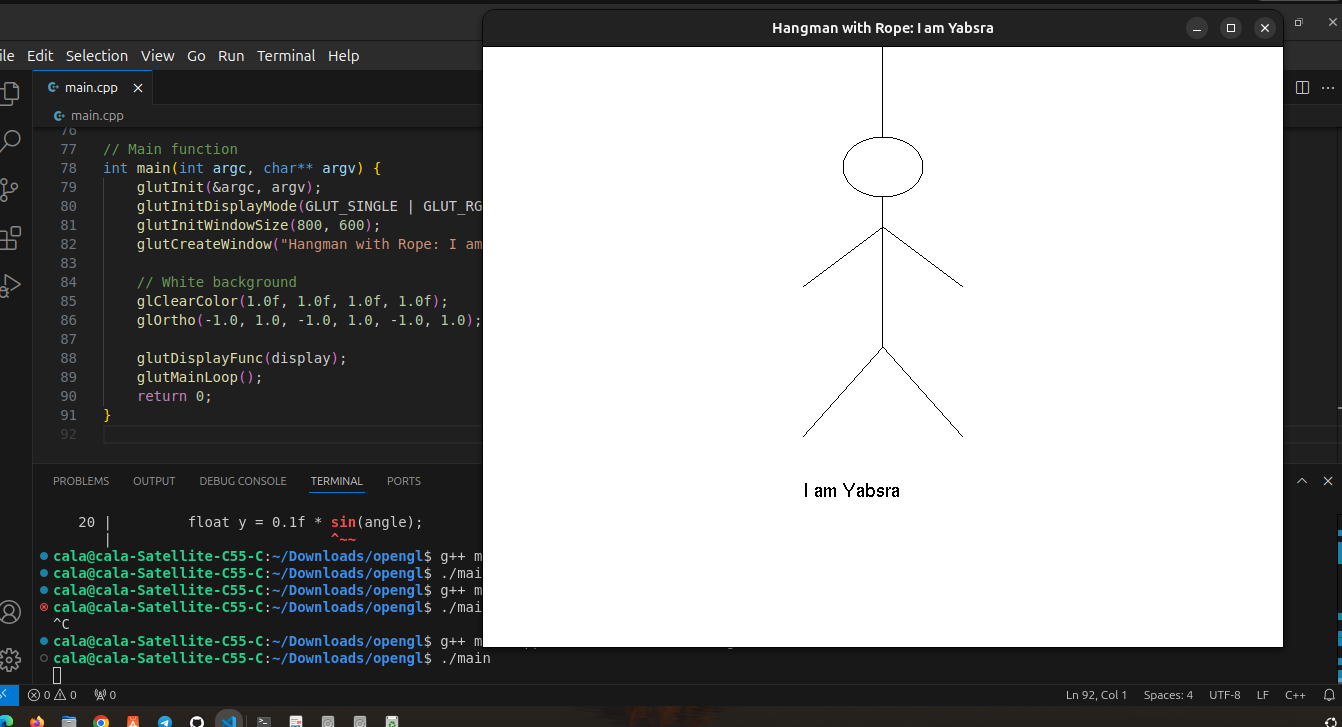 Hangman with Rope: I am Yabsra
ile Edit Selection View Go Run Terminal Help
main.cpp
main.cpp
76
77 // Main function
78 int main(int argc, char** argv) {
79 glutInit(&argc, argv);
80 glutInitDisplayMode(GLUT_SINGLE | GLUT_RG
81 glutInitWindowSize(800, 600);
82 glutCreateWindow("Hangman with Rope: I am
83
84 // White background
85 glClearColor(1.0f, 1.0f, 1.0f, 1.0f);
86 glOrtho(-1.0, 1.0, -1.0, 1.0, -1.0, 1.0);
87
88 glutDisplayFunc(display);
89 glutMainLoop();
90 return 0;
91 }
92
I am Yabsra
PROBLEMS OUTPUT DEBUG CONSOLE TERMINAL PORTS
20 | float y = 0.1f * sin(angle);
| ^~~
cala@cala-Satellite-C55-C:~/Downloads/opengl$ g++ m
cala@cala-Satellite-C55-C:~/Downloads/opengl$ ./mai
cala@cala-Satellite-C55-C:~/Downloads/opengl$ g++ m
cala@cala-Satellite-C55-C:~/Downloads/opengl$ ./mai
^C
cala@cala-Satellite-C55-C:~/Downloads/opengl$ g++ m
cala@cala-Satellite-C55-C:~/Downloads/opengl$ ./main
0 0 0 Ln 92, Col 1 Spaces: 4 UTF-8 LF C++